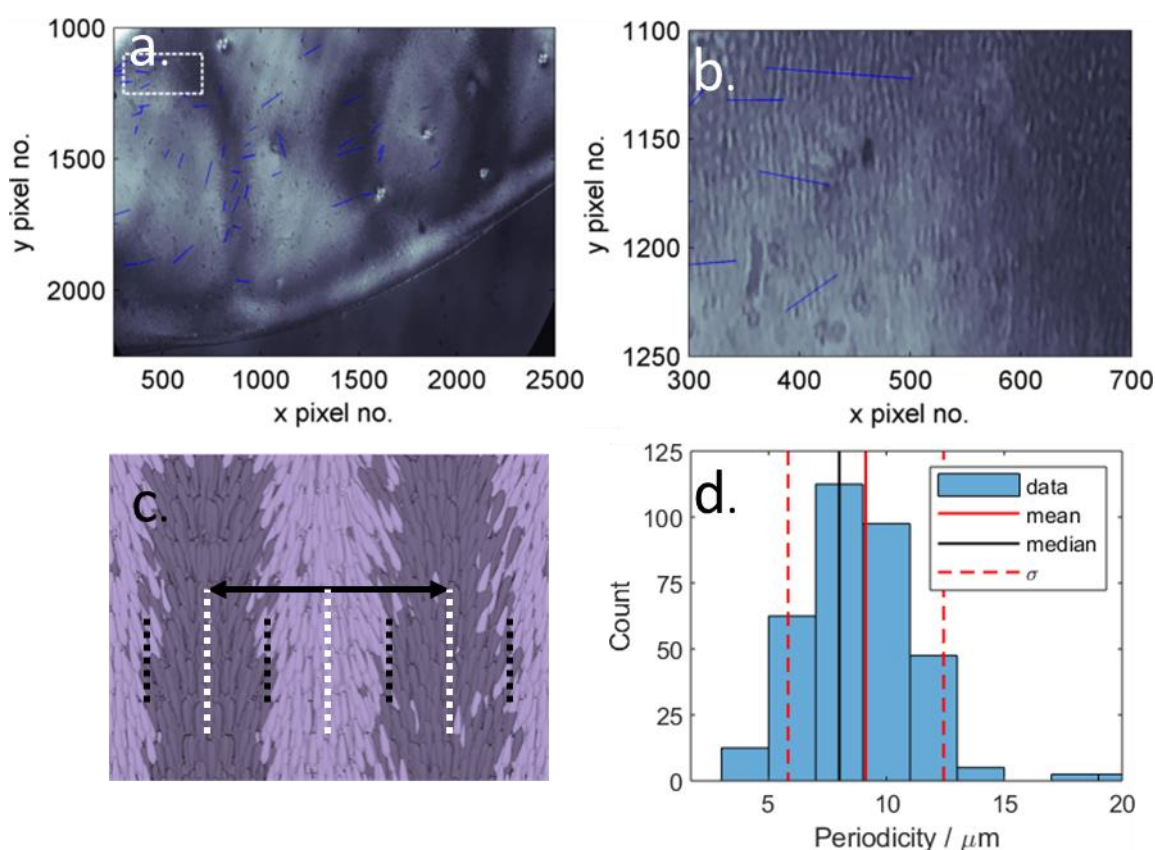 a.
1000
1500
2000
y pixel no.
500 1000 1500 2000 2500
x pixel no.
b.
1100
1150
1200
1250
y pixel no.
300 400 500 600 700
x pixel no.
c.
d.
125
100
75
50
25
0
Count
data
mean
median
σ
5 10 15 20
Periodicity / μm